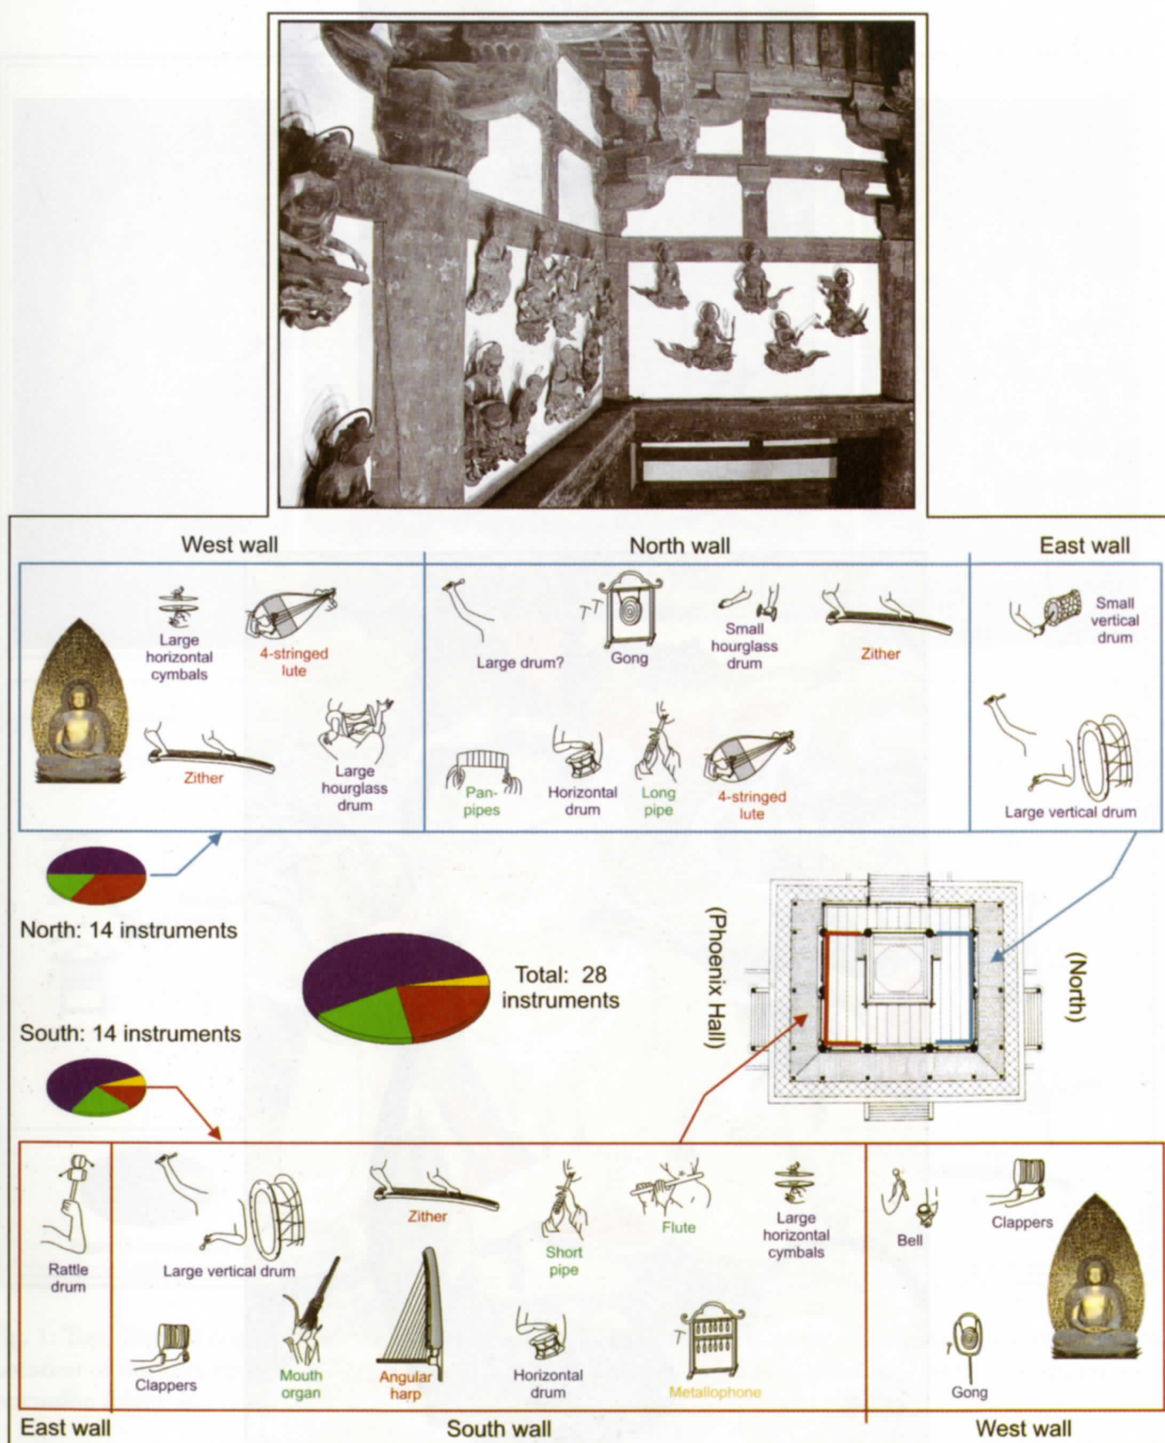 West wall
North wall
East wall
Large
horizontal
cymbals
4-stringed
lute
Zither
Large
hourglass
drum
Large drum?
Gong
Small
hourglass
drum
Zither
Pan-
pipes
Horizontal
drum
Long
pipe
4-stringed
lute
Small
vertical
drum
Large vertical drum
North: 14 instruments
Total: 28
instruments
South: 14 instruments
(Phoenix Hall)
(North)
Rattle
drum
Large vertical drum
Zither
Short
pipe
Flute
Large
horizontal
cymbals
Clappers
Mouth
organ
Angular
harp
Horizontal
drum
Metallophone
Bell
Clappers
Gong
East wall
South wall
West wall